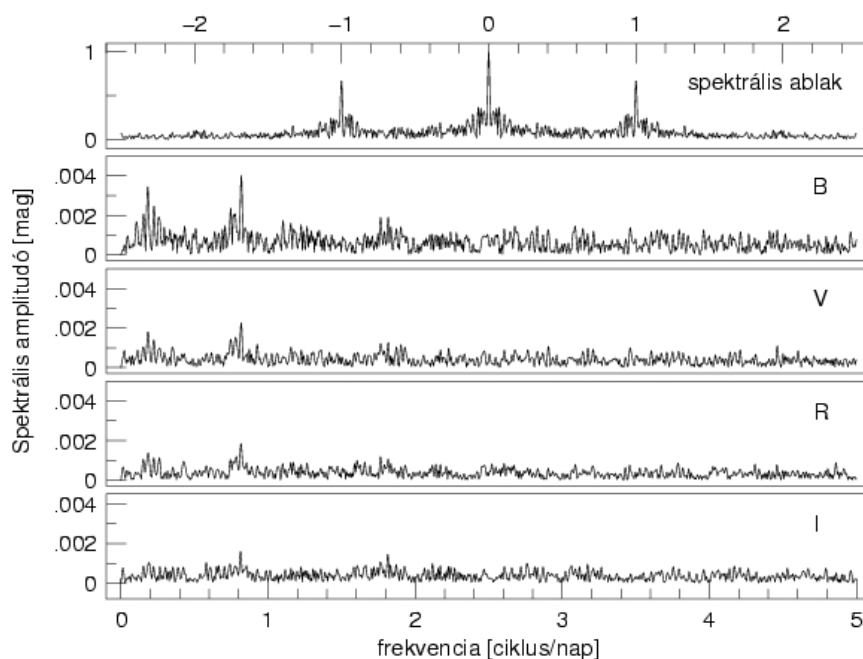 −2 −1 0 1 2
1
spektrális ablak
0
.004
B
.002
0
.004
V
.002
0
.004
R
.002
0
.004
I
.002
0
0 1 2 3 4 5
frekvencia [ciklus/nap]
Spektrális amplitudó [mag]